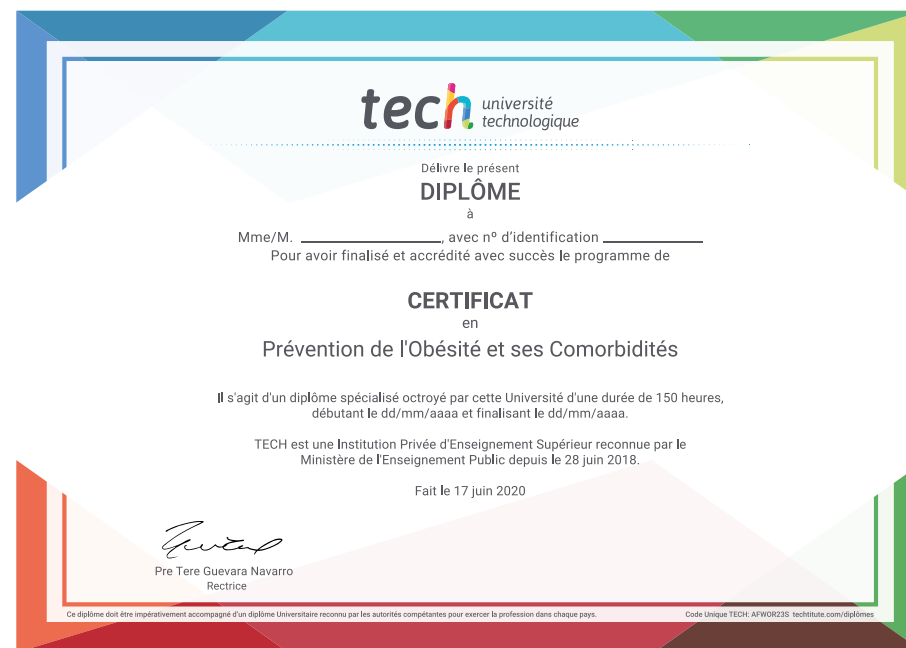 tech université
technologique
Délivre le présent
DIPLÔME
à
Mme/M. ____________________, avec nº d'identification ______________
Pour avoir finalisé et accrédité avec succès le programme de
CERTIFICAT
en
Prévention de l'Obésité et ses Comorbidités
Il s'agit d'un diplôme spécialisé octroyé par cette Université d'une durée de 150 heures,
débutant le dd/mm/aaaa et finalisant le dd/mm/aaaa.
TECH est une Institution Privée d'Enseignement Supérieur reconnue par le
Ministère de l'Enseignement Public depuis le 28 juin 2018.
Fait le 17 juin 2020
Pre Tere Guevara Navarro
Rectrice
Ce diplôme doit être impérativement accompagné d'un diplôme Universitaire reconnu par les autorités compétantes pour exercer la profession dans chaque pays.
Code Unique TECH: AFWOR23S techtitute.com/diplômes